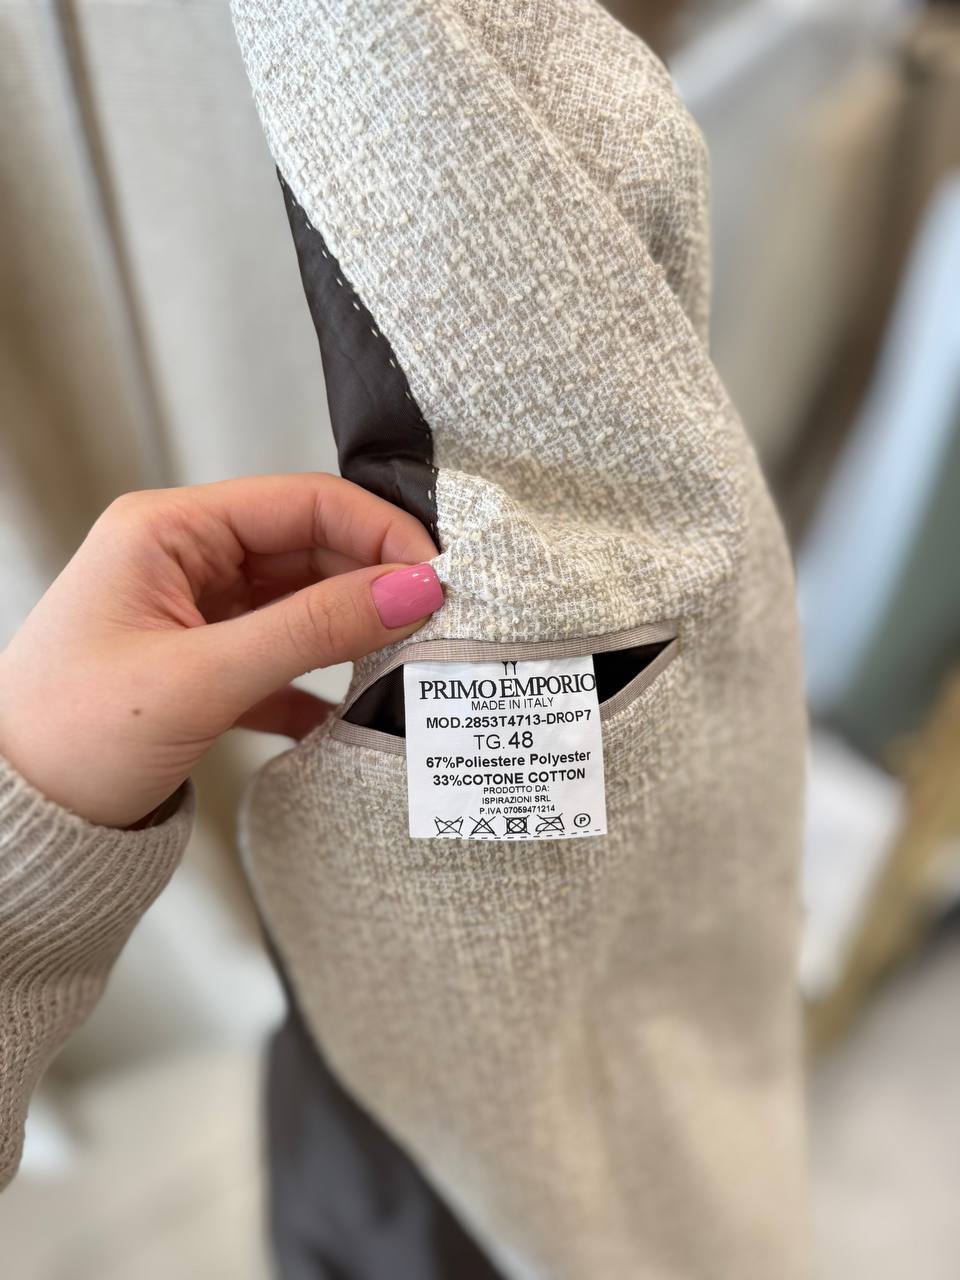 PRIMO EMPORIO
MADE IN ITALY
MOD.2853T4713-DROP7
TG.48
67%Poliestere Polyester
33%COTONE COTTON
PRODOTTO DA:
ISPIRAZIONI SRL
P.IVA 07059471214
P